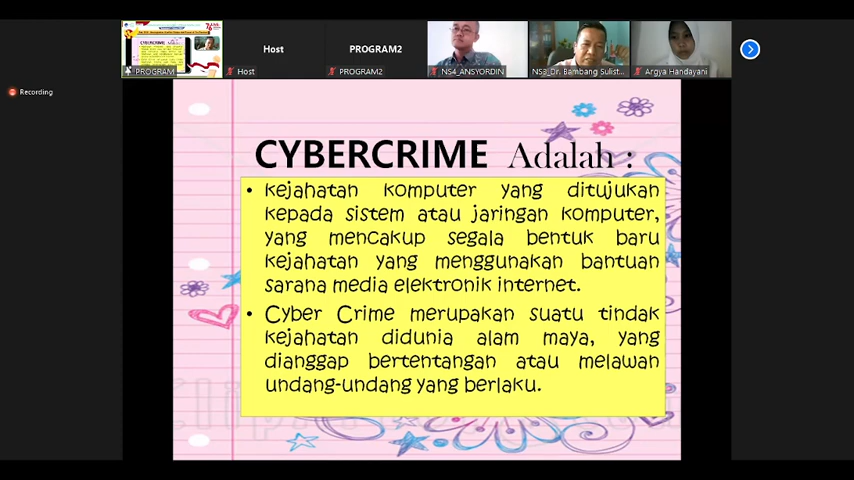 PROGRAM
Host
Host
PROGRAM2
PROGRAM2
NS4_ANSYORDIN
NS3_Dr. Bambang Sulist...
Argya Handayani
Recording
CYBERCRIME Adalah :
• kejahatan komputer yang ditujukan
kepada sistem atau jaringan komputer,
yang mencakup segala bentuk baru
kejahatan yang menggunakan bantuan
sarana media elektronik internet.
• Cyber Crime merupakan suatu tindak
kejahatan didunia alam maya, yang
dianggap bertentangan atau melawan
undang-undang yang berlaku.